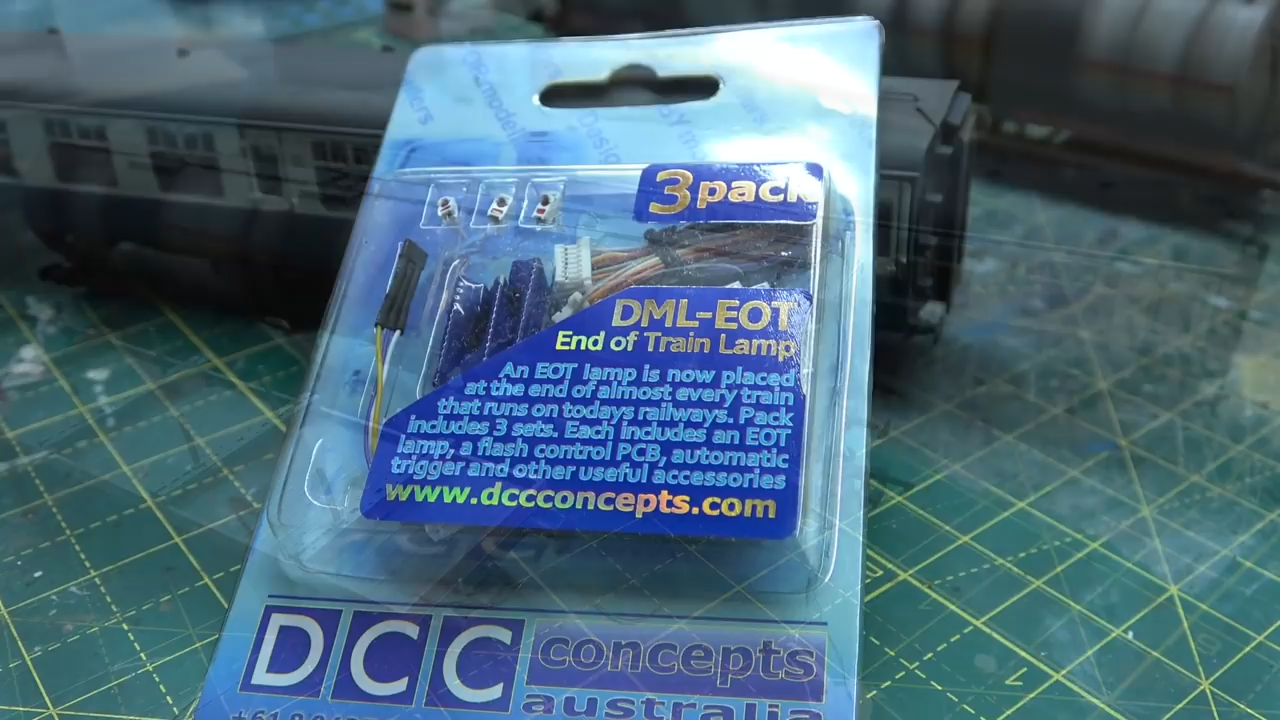 3pack
DML-EOT
End of Train Lamp
An EOT lamp is now placed
at the end of almost every train
that runs on todays railways. Pack
includes 3 sets. Each includes an EOT
lamp, a flash control PCB, automatic
trigger and other useful accessories
www.dccconcepts.com
DCC concepts
australia